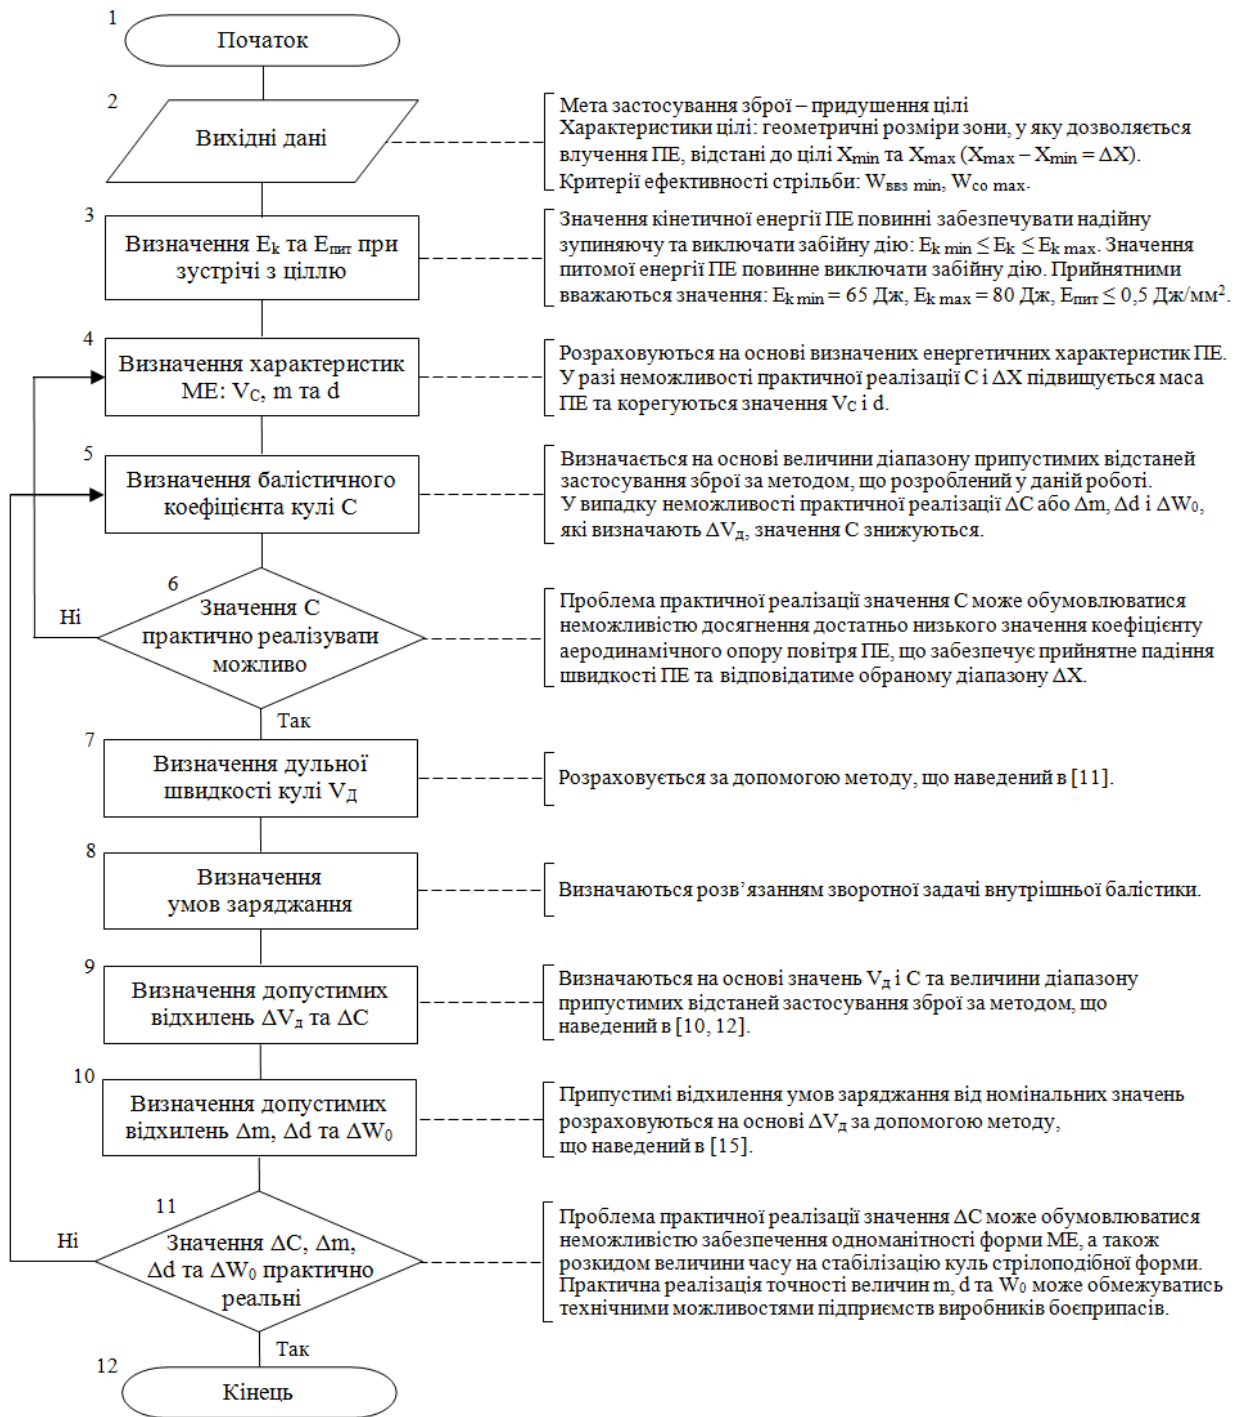 1
Початок
2
Вихідні дані
Мета застосування зброї – придушення цілі
Характеристики цілі: геометричні розміри зони, у яку дозволяється
влучення ПЕ, відстані до цілі Xmin та Xmax (Xmax – Xmin = ΔX).
Критерії ефективності стрільби: Wввз min, Wсо max.
3
Визначення Ek та Eпит при
зустрічі з ціллю
Значення кінетичної енергії ПЕ повинні забезпечувати надійну
зупиняючу та виключати забійну дію: Ek min ≤ Ek ≤ Ek max. Значення
питомої енергії ПЕ повинне виключати забійну дію. Прийнятними
вважаються значення: Ek min = 65 Дж, Ek max = 80 Дж, Eпит ≤ 0,5 Дж/мм².
4
Визначення характеристик
МЕ: VC, m та d
Розраховуються на основі визначених енергетичних характеристик ПЕ.
У разі неможливості практичної реалізації С і ΔX підвищується маса
ПЕ та корегуються значення VC і d.
5
Визначення балістичного
коефіцієнта кулі С
Визначається на основі величини діапазону припустимих відстаней
застосування зброї за методом, що розроблений у даній роботі.
У випадку неможливості практичної реалізації ΔС або Δm, Δd і ΔW0,
які визначають ΔVд, значення С знижуються.
6
Значення С
практично реалізувати
можливо
Ні
Так
Проблема практичної реалізації значення С може обумовлюватися
неможливістю досягнення достатньо низького значення коефіцієнту
аеродинамічного опору повітря ПЕ, що забезпечує прийнятне падіння
швидкості ПЕ та відповідатиме обраному діапазону ΔX.
7
Визначення дульної
швидкості кулі VД
Розраховується за допомогою методу, що наведений в [11].
8
Визначення
умов заряджання
Визначаються розв’язанням зворотної задачі внутрішньої балістики.
9
Визначення допустимих
відхилень ΔVд та ΔС
Визначаються на основі значень Vд і С та величини діапазону
припустимих відстаней застосування зброї за методом, що
наведений в [10, 12].
10
Визначення допустимих
відхилень Δm, Δd та ΔW0
Припустимі відхилення умов заряджання від номінальних значень
розраховуються на основі ΔVд за допомогою методу,
що наведений в [15].
11
Значення ΔС, Δm,
Δd та ΔW0 практично
реальні
Ні
Так
Проблема практичної реалізації значення ΔС може обумовлюватися
неможливістю забезпечення одноманітності форми МЕ, а також
розкидом величини часу на стабілізацію куль стрілоподібної форми.
Практична реалізація точності величин m, d та W0 може обмежуватись
технічними можливостями підприємств виробників боєприпасів.
12
Кінець